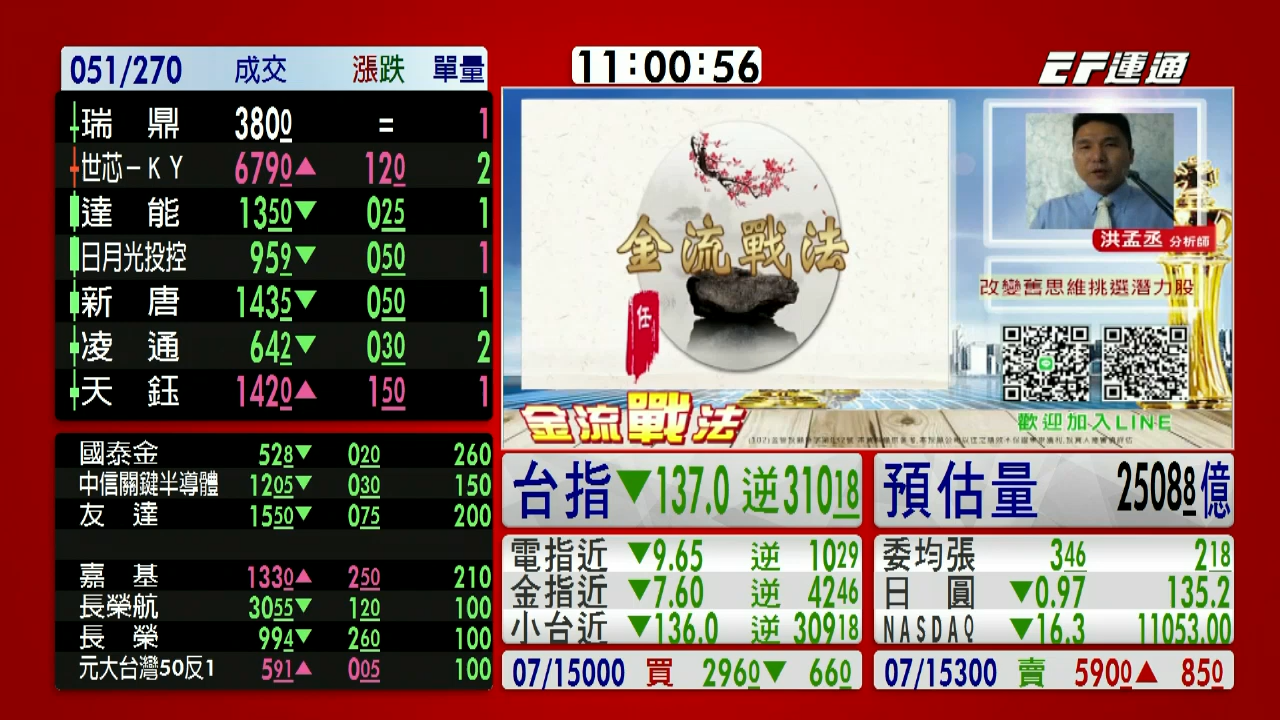 051/270 成交 漲跌 單量
瑞鼎 3800 = 1
世芯-KY 6790▲ 120 2
達能 1350▼ 025 1
日月光投控 959▼ 050 1
新唐 1435▼ 050 1
凌通 642▼ 030 2
天鈺 1420▲ 150 1
國泰金 528▼ 020 260
中信關鍵半導體 1205▼ 030 150
友達 1550▼ 075 200
嘉基 1330▲ 250 210
長榮航 3055▼ 120 100
長榮 994▼ 260 100
元大台灣50反1 591▲ 005 100
11:00:56
EF運通
金流戰法
任
洪孟丞 分析師
改變舊思維挑選潛力股
歡迎加入LINE
金流戰法
台指▼137.0 逆31018
預估量 25088億
電指近 ▼9.65 逆 1029
金指近 ▼7.60 逆 4246
小台近 ▼136.0 逆 30918
委均張 346 218
日圓 ▼0.97 135.2
NASDAQ ▼16.3 11053.00
07/15000 買 2960▼ 660
07/15300 賣 5900▲ 850